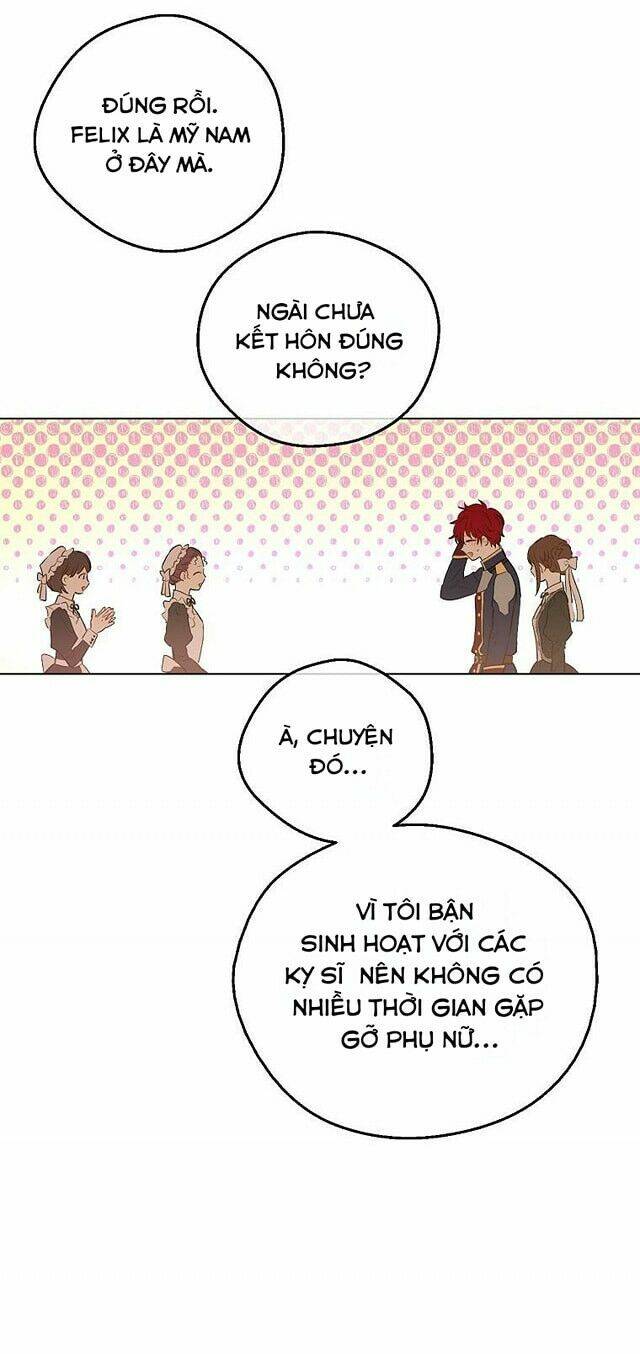 ĐÚNG RỒI.
FELIX LÀ MỸ NAM
Ở ĐÂY MÀ.
NGÀI CHƯA
KẾT HÔN ĐÚNG
KHÔNG?
À, CHUYỆN
ĐÓ...
VÌ TÔI BẬN
SINH HOẠT VỚI CÁC
KỴ SĨ NÊN KHÔNG CÓ
NHIỀU THỜI GIAN GẶP
GỠ PHỤ NỮ...